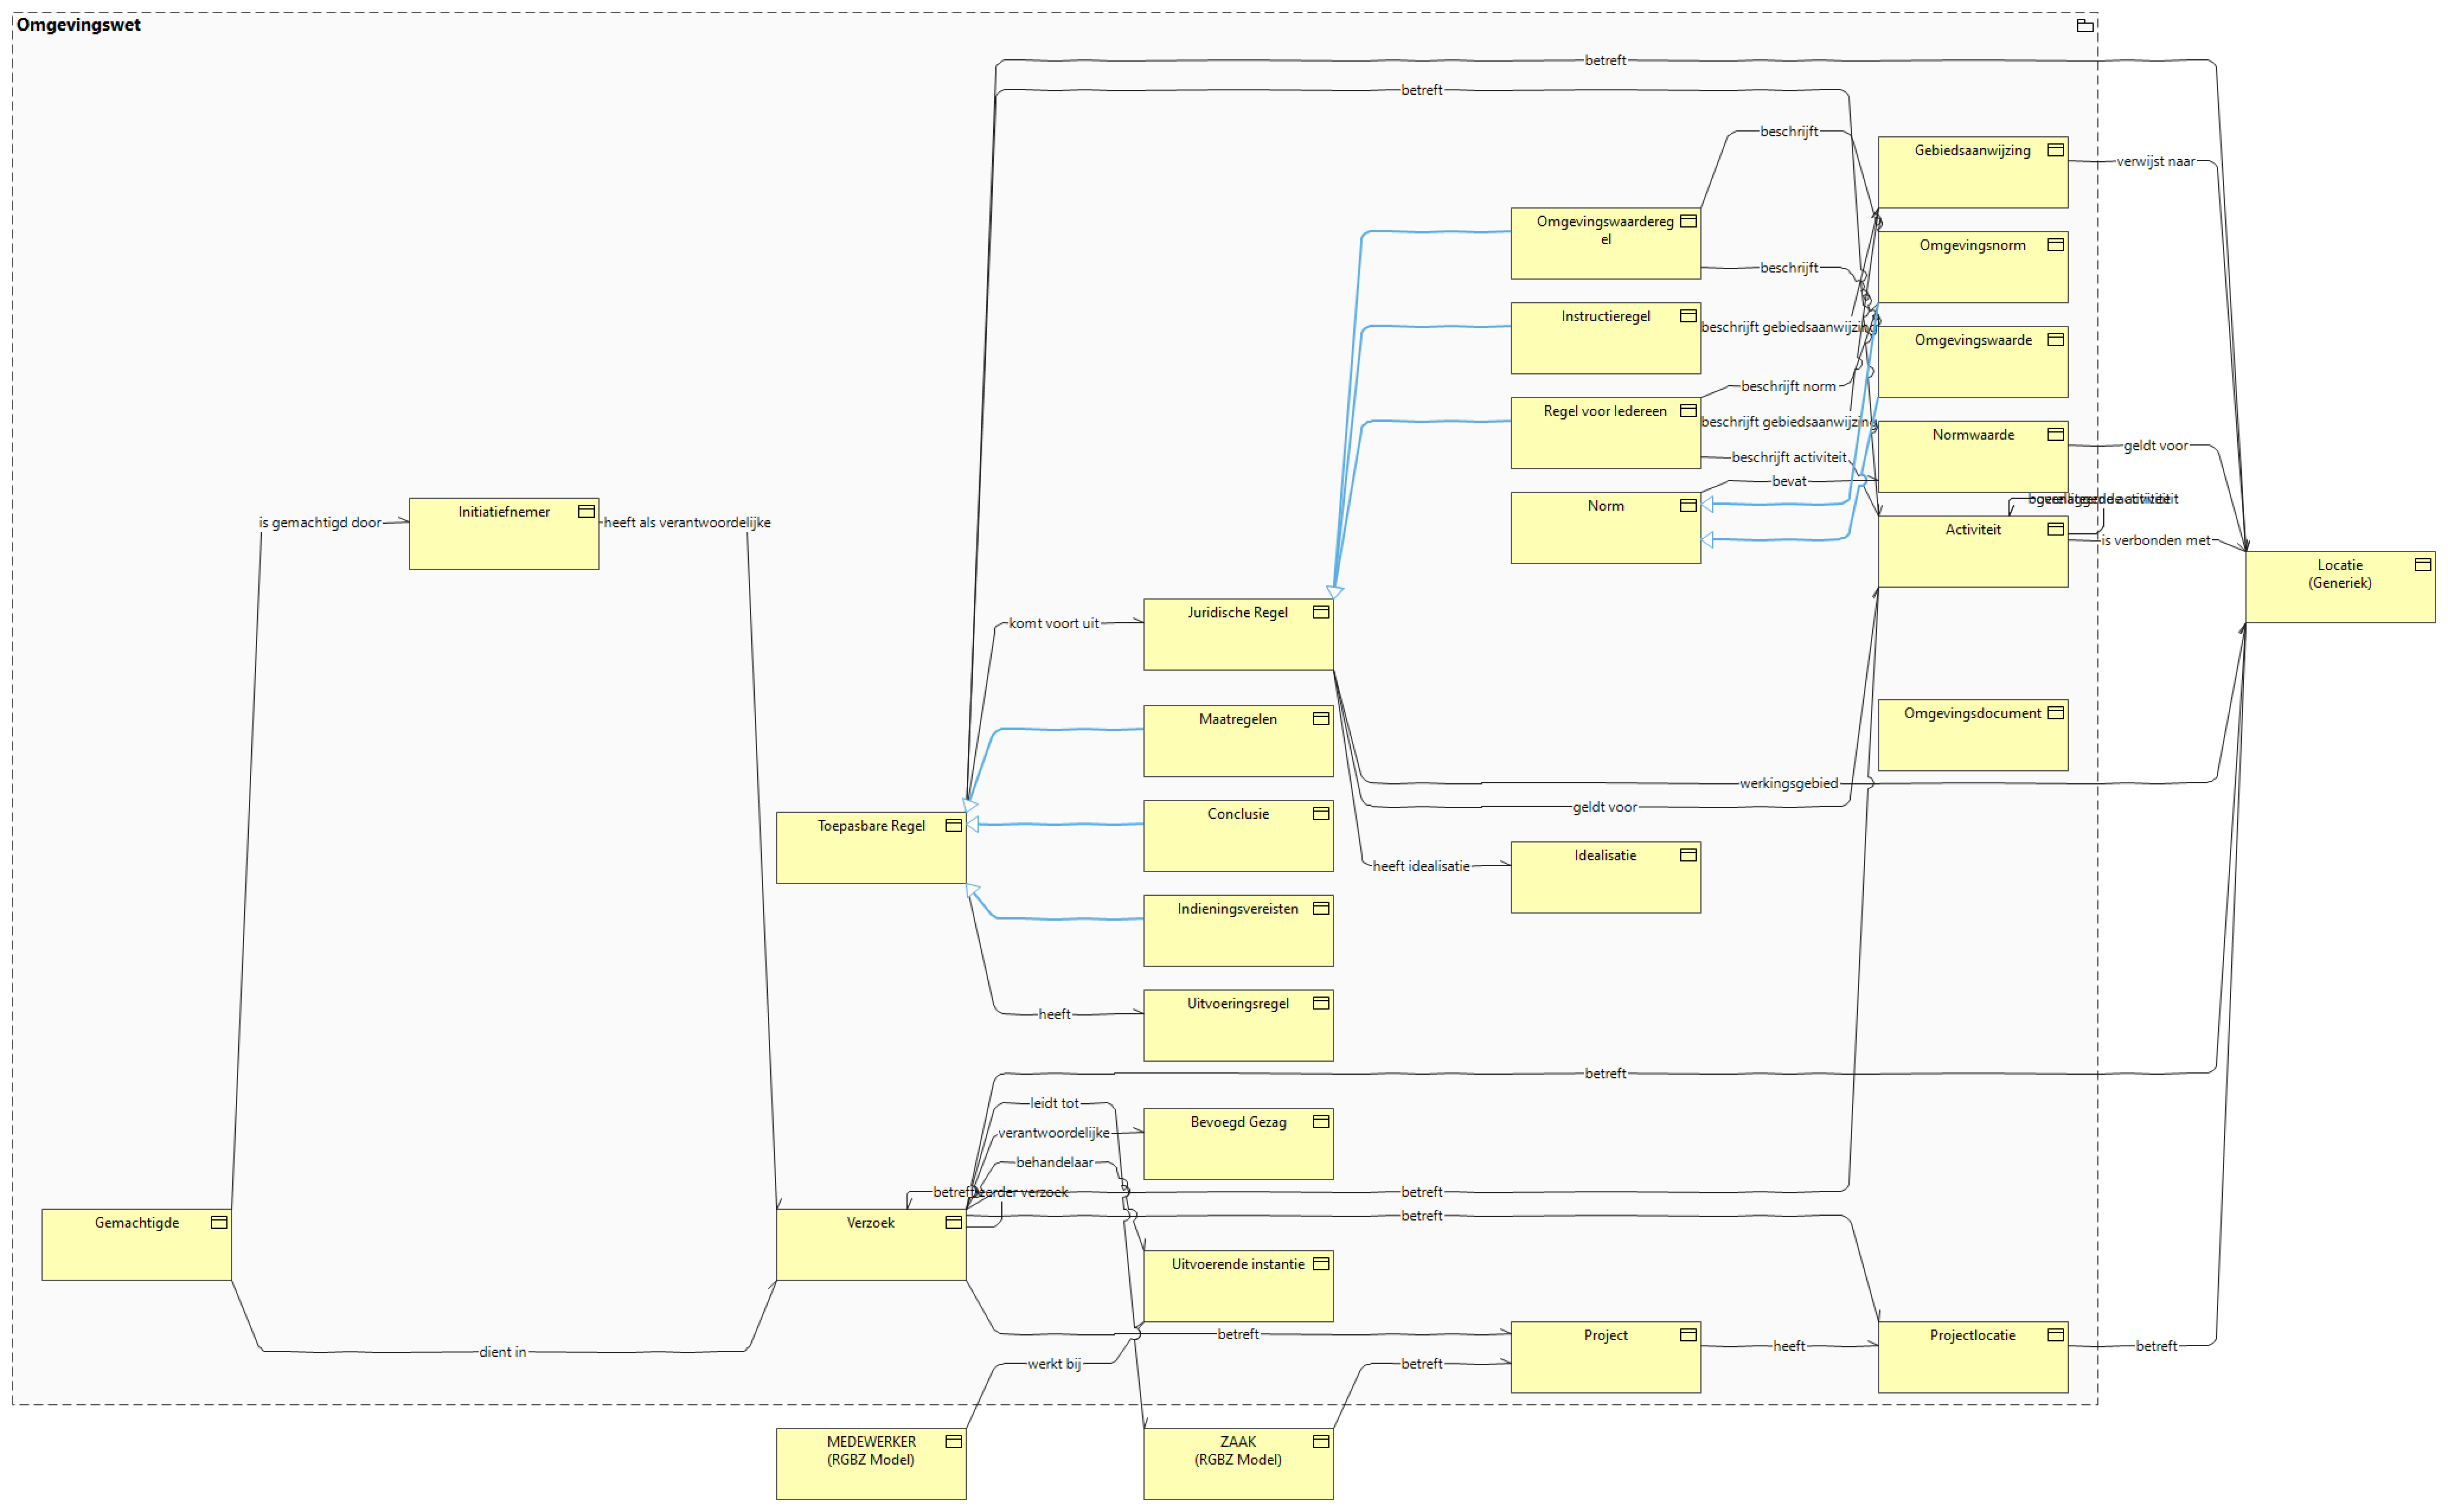 Omgevingswet
betreft
betreft
beschrijft
Gebiedsaanwijzing
verwijst naar
Omgevingswaardereg
el
Omgevingsnorm
beschrijft
Instructieregel
beschrijft gebiedsaanwijzing
Omgevingswaarde
beschrijft norm
Regel voor Iedereen
beschrijft gebiedsaanwijzing
Normwaarde
geldt voor
beschrijft activiteit
bevat
Norm
Initiatiefnemer
is gemachtigd door
heeft als verantwoordelijke
Activiteit
is verbonden met
Locatie
(Generiek)
Juridische Regel
komt voort uit
Maatregelen
Omgevingsdocument
werkingsgebied
geldt voor
Conclusie
Toepasbare Regel
Idealisatie
heeft idealisatie
Indieningsvereisten
Uitvoeringsregel
heeft
betreft
leidt tot
Bevoegd Gezag
verantwoordelijke
behandelaar
betreft eerder verzoek
betreft
betreft
Gemachtigde
Verzoek
Uitvoerende instantie
betreft
Project
heeft
Projectlocatie
betreft
dient in
werkt bij
betreft
MEDEWERKER
(RGBZ Model)
ZAAK
(RGBZ Model)